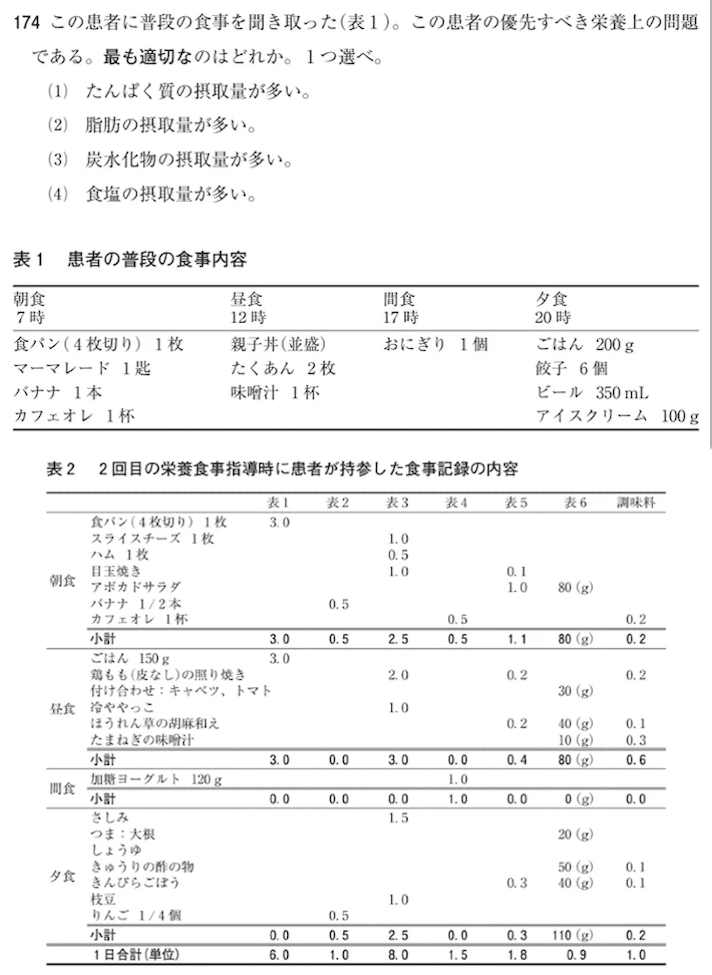 174 この患者に普段の食事を聞き取った(表1)。この患者の優先すべき栄養上の問題
である。最も適切なのはどれか。1つ選べ。
(1) たんぱく質の摂取量が多い。
(2) 脂肪の摂取量が多い。
(3) 炭水化物の摂取量が多い。
(4) 食塩の摂取量が多い。
表1 患者の普段の食事内容
朝食 昼食 間食 夕食
7時 12時 17時 20時
食パン(4枚切り) 1枚 親子丼(並盛) おにぎり 1個 ごはん 200g
マーマレード 1匙 たくあん 2枚 餃子 6個
バナナ 1本 味噌汁 1杯 ビール 350mL
カフェオレ 1杯 アイスクリーム 100g
表2 2回目の栄養食事指導時に患者が持参した食事記録の内容
表1 表2 表3 表4 表5 表6 調味料
朝食
食パン(4枚切り) 1枚 3.0
スライスチーズ 1枚 1.0
ハム 1枚 0.5
目玉焼き 1.0 0.1
アボカドサラダ 1.0 80(g)
バナナ 1/2本 0.5
カフェオレ 1杯 0.5 0.2
小計 3.0 0.5 2.5 0.5 1.1 80(g) 0.2
昼食
ごはん 150g 3.0
鶏もも(皮なし)の照り焼き 2.0 0.2 0.2
付け合わせ：キャベツ、トマト 30(g)
冷ややっこ 1.0
ほうれん草の胡麻和え 0.2 40(g) 0.1
たまねぎの味噌汁 10(g) 0.3
小計 3.0 0.0 3.0 0.0 0.4 80(g) 0.6
間食
加糖ヨーグルト 120g 1.0
小計 0.0 0.0 0.0 1.0 0.0 0(g) 0.0
夕食
さしみ 1.5
つま：大根 20(g)
しょうゆ
きゅうりの酢の物 50(g) 0.1
きんぴらごぼう 0.3 40(g) 0.1
枝豆 1.0
りんご 1/4個 0.5
小計 0.0 0.5 2.5 0.0 0.3 110(g) 0.2
1日合計(単位) 6.0 1.0 8.0 1.5 1.8 0.9 1.0